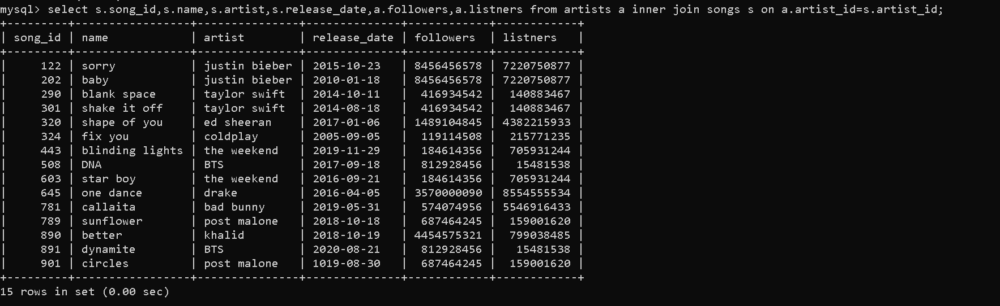 mysql> select s.song_id,s.name,s.artist,s.release_date,a.followers,a.listners from artists a inner join songs s on a.artist_id=s.artist_id;
+---------+----------------+---------------+--------------+------------+------------+
| song_id | name           | artist        | release_date | followers  | listners   |
+---------+----------------+---------------+--------------+------------+------------+
|     122 | sorry          | justin bieber | 2015-10-23   | 8456456578 | 7220750877 |
|     202 | baby           | justin bieber | 2010-01-18   | 8456456578 | 7220750877 |
|     290 | blank space    | taylor swift  | 2014-10-11   |  416934542 |  140883467 |
|     301 | shake it off   | taylor swift  | 2014-08-18   |  416934542 |  140883467 |
|     320 | shape of you   | ed sheeran    | 2017-01-06   | 1489104845 | 4382215933 |
|     324 | fix you        | coldplay      | 2005-09-05   |  119114508 |  215771235 |
|     443 | blinding lights | the weekend   | 2019-11-29   |  184614356 |  705931244 |
|     508 | DNA            | BTS           | 2017-09-18   |  812928456 |   15481538 |
|     603 | star boy       | the weekend   | 2016-09-21   |  184614356 |  705931244 |
|     645 | one dance      | drake         | 2016-04-05   | 3570000090 | 8554555534 |
|     781 | callaita       | bad bunny     | 2019-05-31   |  574074956 | 5546916433 |
|     789 | sunflower      | post malone   | 2018-10-18   |  687464245 |  159001620 |
|     890 | better         | khalid        | 2018-10-19   | 4454575321 |  799038485 |
|     891 | dynamite       | BTS           | 2020-08-21   |  812928456 |   15481538 |
|     901 | circles        | post malone   | 1019-08-30   |  687464245 |  159001620 |
+---------+----------------+---------------+--------------+------------+------------+
15 rows in set (0.00 sec)